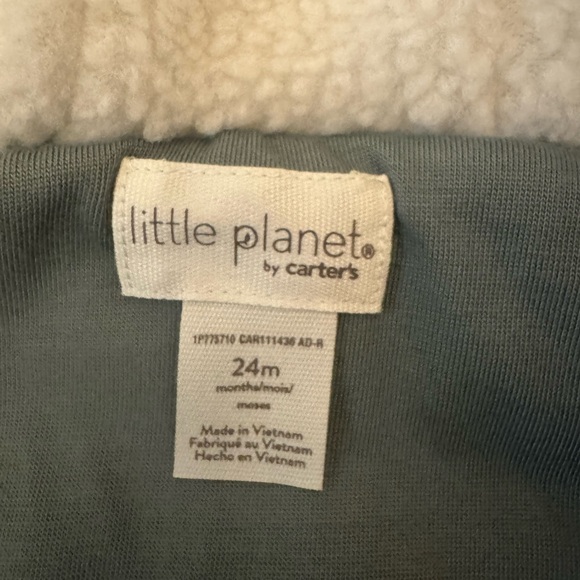 little planet®
by carter's
1P775710 CAR111436 AD-R
24m
months/mois/
meses
Made in Vietnam
Fabriqué au Vietnam
Hecho en Vietnam